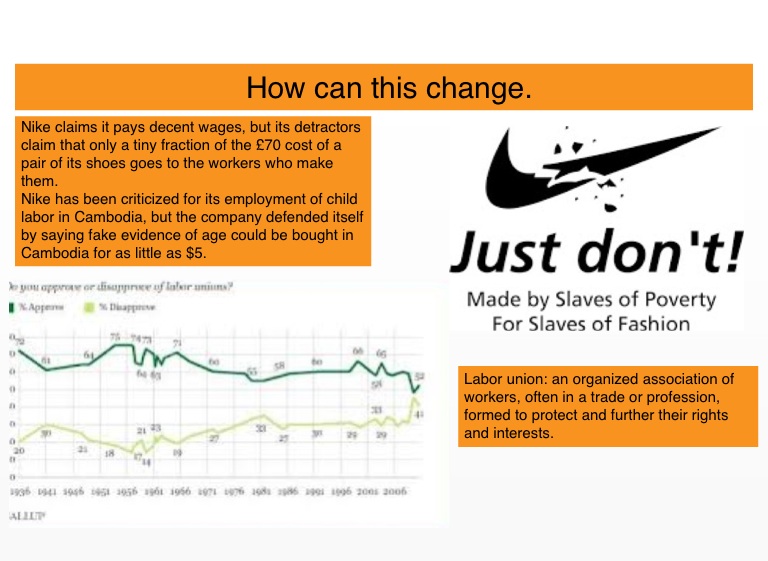 How can this change.
Nike claims it pays decent wages, but its detractors
claim that only a tiny fraction of the £70 cost of a
pair of its shoes goes to the workers who make
them.
Nike has been criticized for its employment of child
labor in Cambodia, but the company defended itself
by saying fake evidence of age could be bought in
Cambodia for as little as $5.
Just don't!
Made by Slaves of Poverty
For Slaves of Fashion
you approve or disapprove of labor unions?
% Approve % Disapprove
72 61 64 75 74 73 64 63 71 60 55 58 60 66 65 58 52
20 30 21 18 21 23 14 19 27 33 27 30 29 33 29 41
1936 1941 1946 1951 1956 1961 1966 1971 1976 1981 1986 1991 1996 2001 2006
ALLUP
Labor union: an organized association of
workers, often in a trade or profession,
formed to protect and further their rights
and interests.